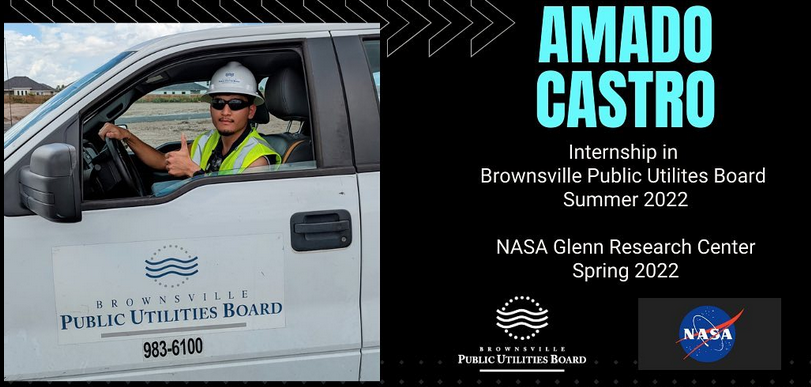 AMADO
CASTRO
Internship in
Brownsville Public Utilites Board
Summer 2022
NASA Glenn Research Center
Spring 2022
BROWNSVILLE
PUBLIC UTILITIES BOARD
983-6100
BROWNSVILLE
PUBLIC UTILITIES BOARD
NASA